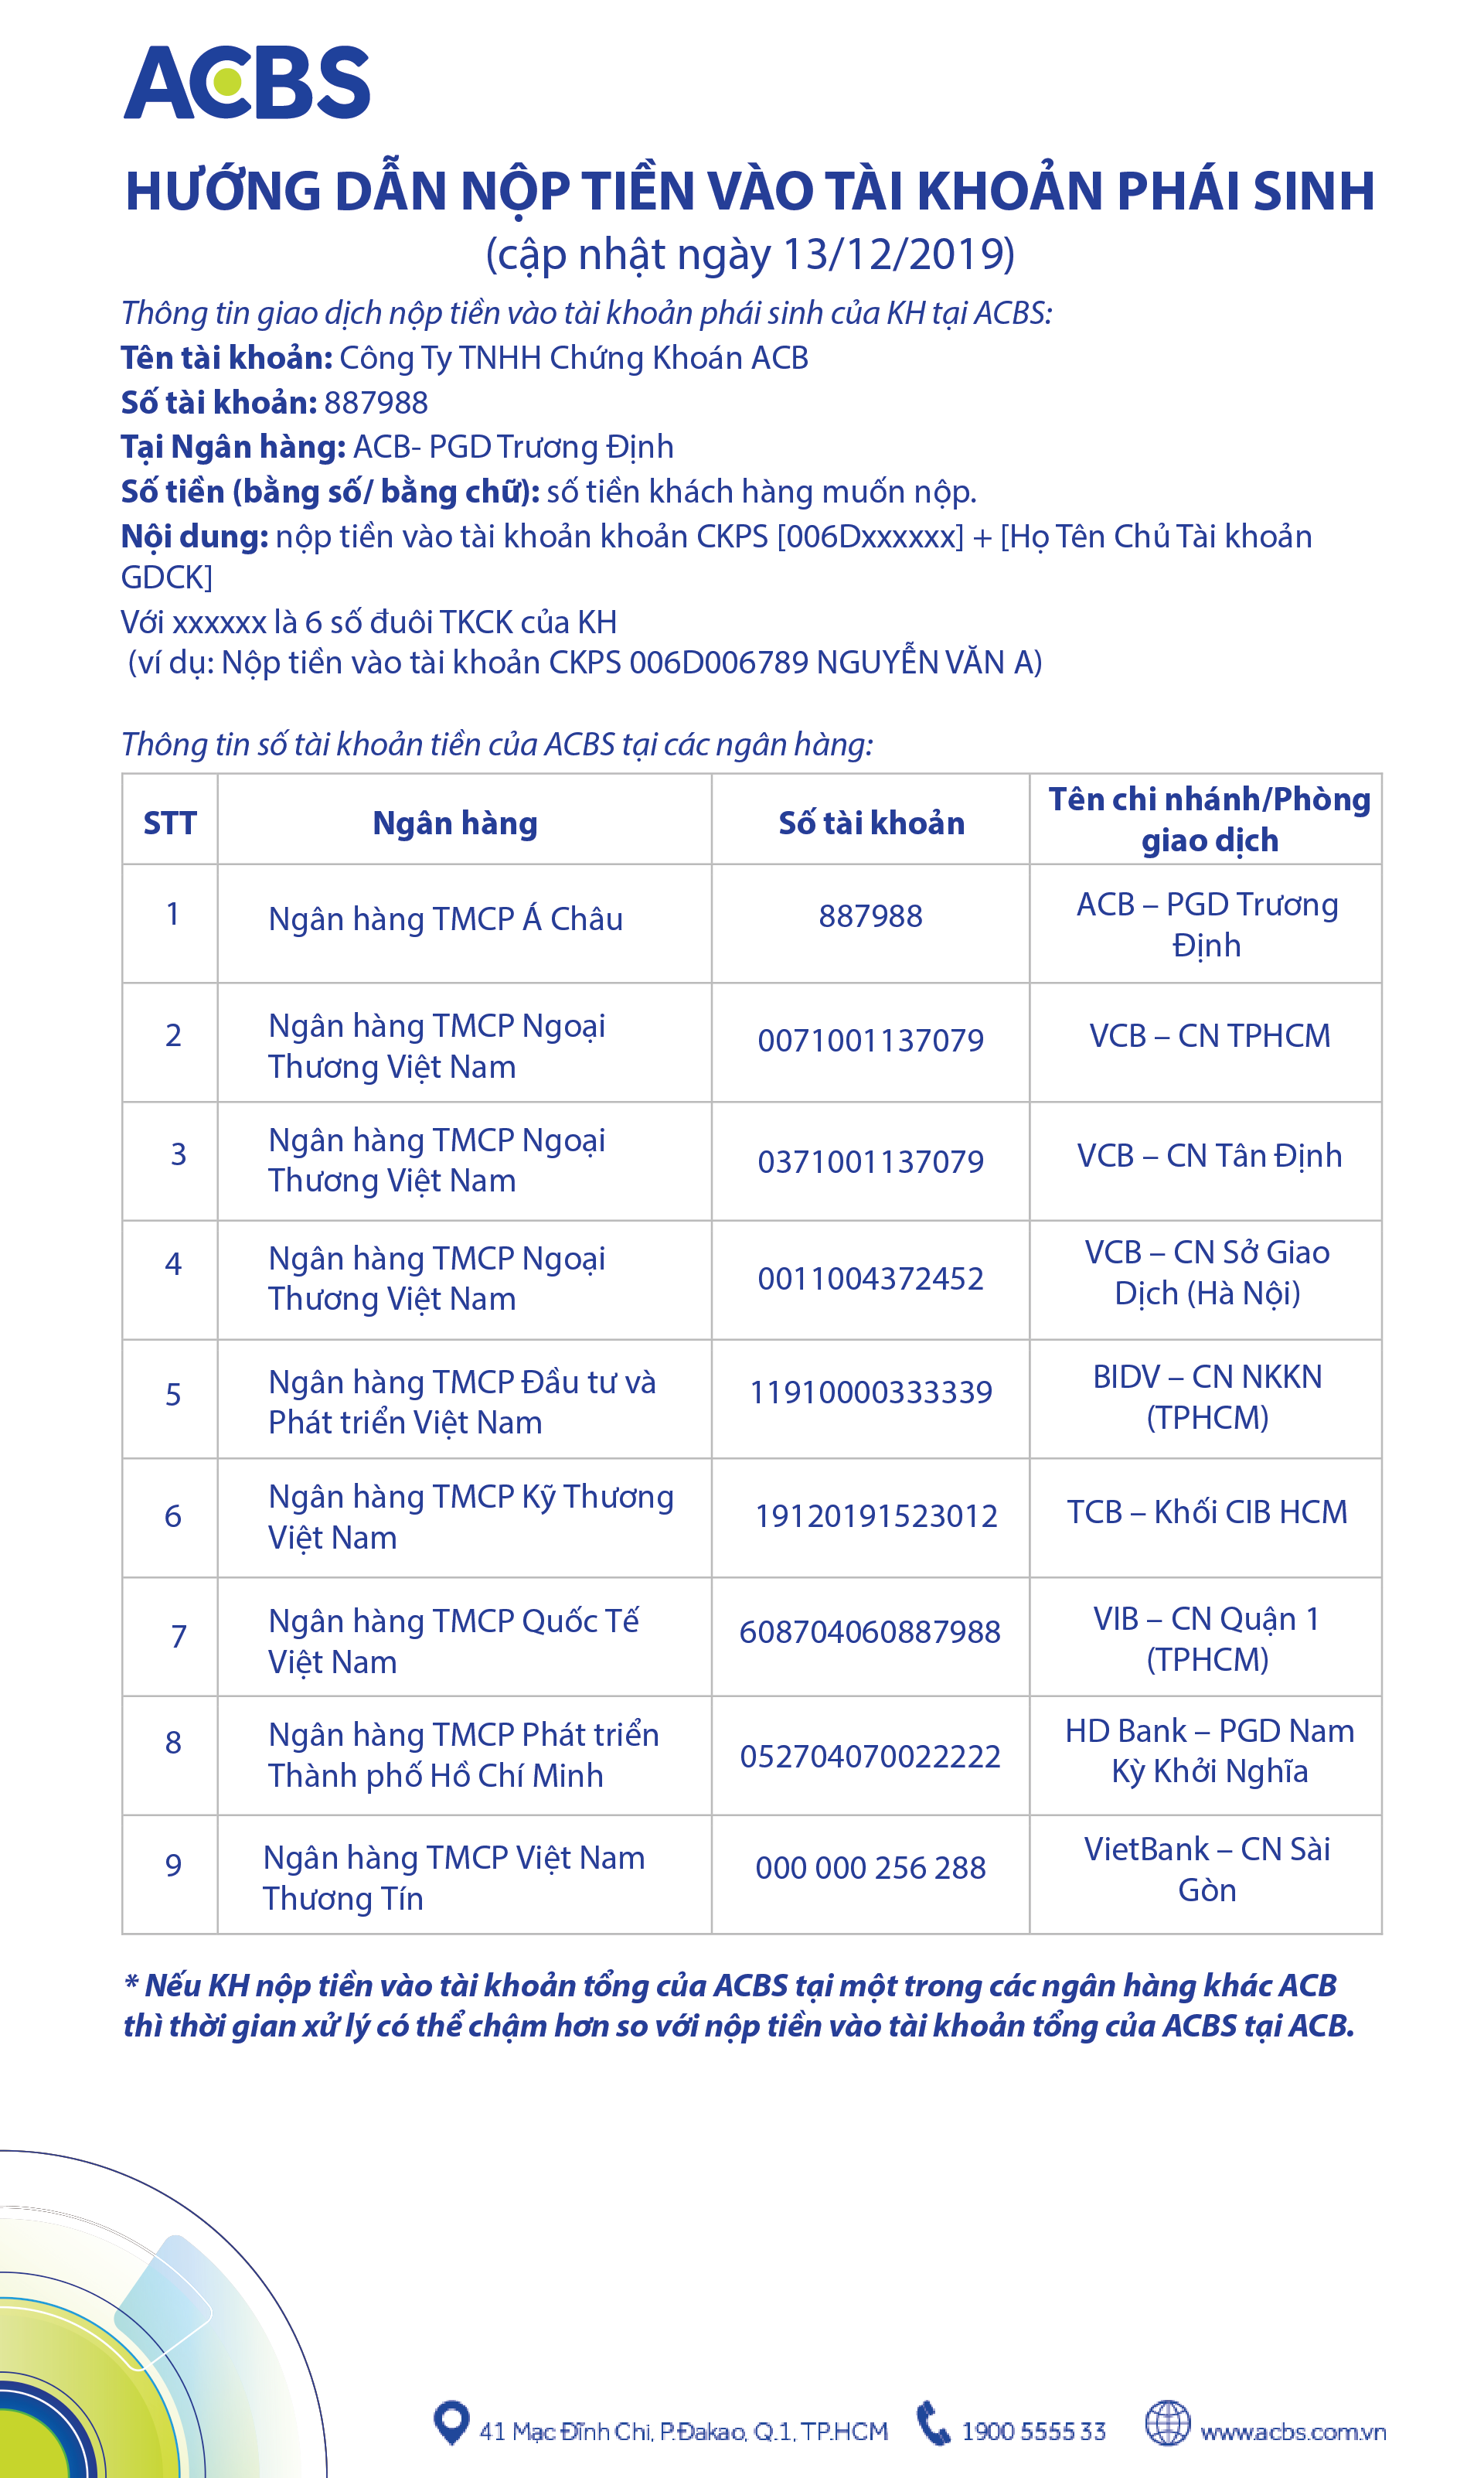 ACBS
HƯỚNG DẪN NỘP TIỀN VÀO TÀI KHOẢN PHÁI SINH
(cập nhật ngày 13/12/2019)
Thông tin giao dịch nộp tiền vào tài khoản phái sinh của KH tại ACBS:
Tên tài khoản: Công Ty TNHH Chứng Khoán ACB
Số tài khoản: 887988
Tại Ngân hàng: ACB- PGD Trương Định
Số tiền (bằng số/ bằng chữ): số tiền khách hàng muốn nộp.
Nội dung: nộp tiền vào tài khoản khoản CKPS [006Dxxxxxx] + [Họ Tên Chủ Tài khoản
GDCK]
Với xxxxxx là 6 số đuôi TKCK của KH
(ví dụ: Nộp tiền vào tài khoản CKPS 006D006789 NGUYỄN VĂN A)
Thông tin số tài khoản tiền của ACBS tại các ngân hàng:
STT Ngân hàng Số tài khoản Tên chi nhánh/Phòng
giao dịch
1 Ngân hàng TMCP Á Châu 887988 ACB – PGD Trương
Định
2 Ngân hàng TMCP Ngoại
Thương Việt Nam 0071001137079 VCB – CN TPHCM
3 Ngân hàng TMCP Ngoại
Thương Việt Nam 0371001137079 VCB – CN Tân Định
4 Ngân hàng TMCP Ngoại
Thương Việt Nam 0011004372452 VCB – CN Sở Giao
Dịch (Hà Nội)
5 Ngân hàng TMCP Đầu tư và
Phát triển Việt Nam 11910000333339 BIDV – CN NKKN
(TPHCM)
6 Ngân hàng TMCP Kỹ Thương
Việt Nam 19120191523012 TCB – Khối CIB HCM
7 Ngân hàng TMCP Quốc Tế
Việt Nam 608704060887988 VIB – CN Quận 1
(TPHCM)
8 Ngân hàng TMCP Phát triển
Thành phố Hồ Chí Minh 052704070022222 HD Bank – PGD Nam
Kỳ Khởi Nghĩa
9 Ngân hàng TMCP Việt Nam
Thương Tín 000 000 256 288 VietBank – CN Sài
Gòn
* Nếu KH nộp tiền vào tài khoản tổng của ACBS tại một trong các ngân hàng khác ACB
thì thời gian xử lý có thể chậm hơn so với nộp tiền vào tài khoản tổng của ACBS tại ACB.
41 Mạc Đĩnh Chi, P.Đakao, Q.1, TP.HCM 1900 5555 33 www.acbs.com.vn